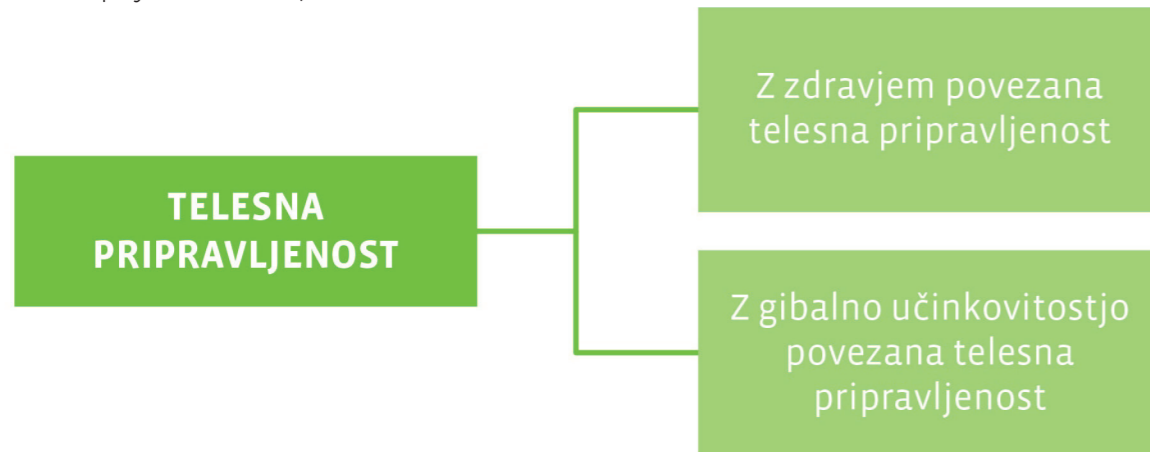 Z zdravjem povezana
telesna pripravljenost
TELESNA
PRIPRAVLJENOST
Z gibalno učinkovitostjo
povezana telesna
pripravljenost